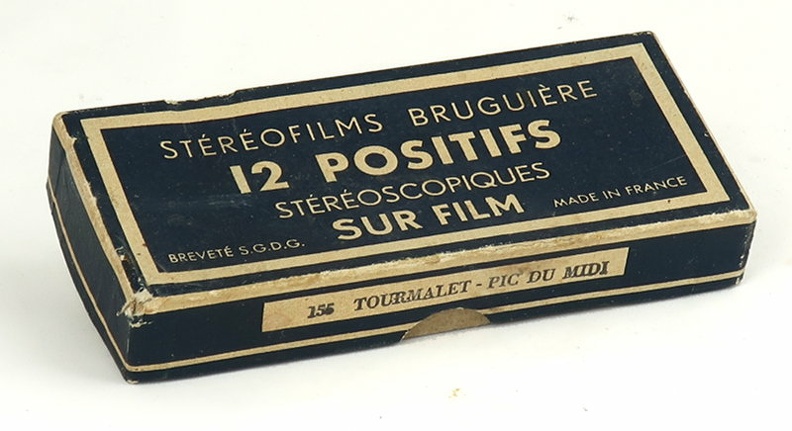 STÉRÉOFILMS BRUGUIÈRE
12 POSITIFS
STÉRÉOSCOPIQUES
SUR FILM
BREVETÉ S.G.D.G.
MADE IN FRANCE
155 TOURMALET - PIC DU MIDI